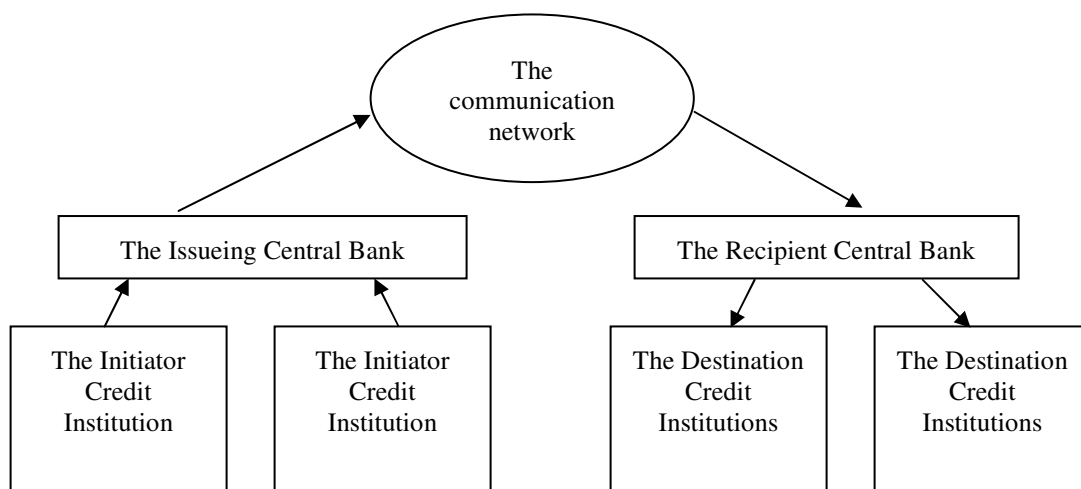 The
communication
network
The Issueing Central Bank
The Recipient Central Bank
The Initiator
Credit
Institution
The Initiator
Credit
Institution
The Destination
Credit
Institutions
The Destination
Credit
Institutions